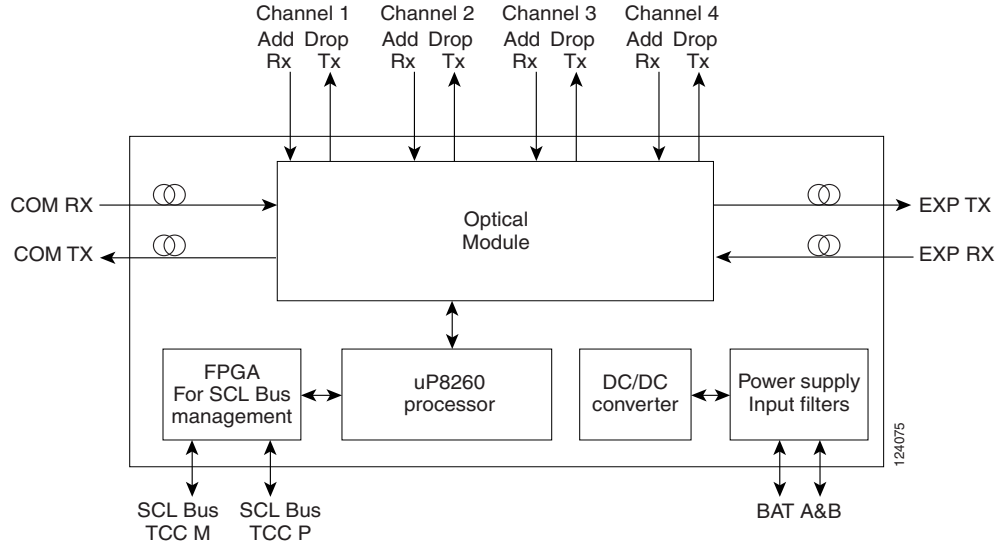 Channel 1 Channel 2 Channel 3 Channel 4
Add Drop Add Drop Add Drop Add Drop
Rx Tx Rx Tx Rx Tx Rx Tx
COM RX
EXP TX
Optical
Module
COM TX
EXP RX
FPGA
For SCL Bus
management
uP8260
processor
DC/DC
converter
Power supply
Input filters
124075
SCL Bus
TCC M
SCL Bus
TCC P
BAT A&B